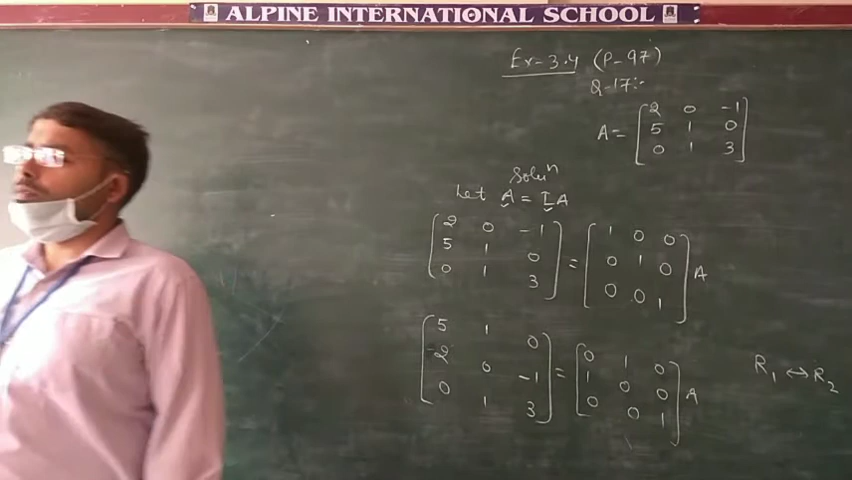 ALPINE INTERNATIONAL SCHOOL
Ex-3.4 (P-97)
Q-17:-
A = [ 2 0 -1
5 1 0
0 1 3 ]
Soluⁿ
Let A = IA
[ 2 0 -1
5 1 0
0 1 3 ] = [ 1 0 0
0 1 0
0 0 1 ] A
[ 5 1 0
2 0 -1
0 1 3 ] = [ 0 1 0
1 0 0
0 0 1 ] A
R₁ ↔ R₂